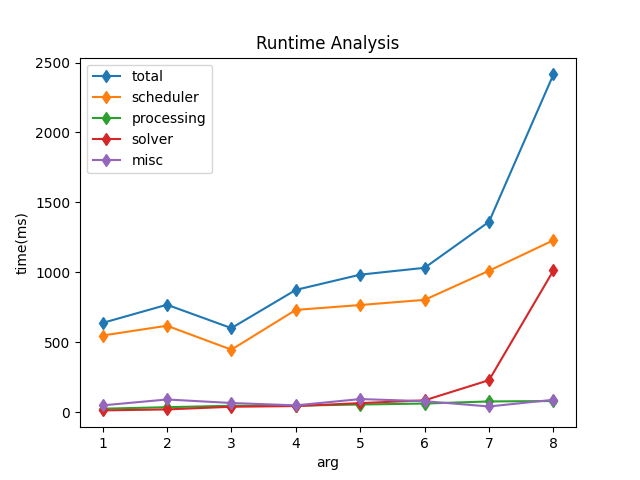 Runtime Analysis
total
scheduler
processing
solver
misc
2500
2000
1500
1000
500
0
time(ms)
1 2 3 4 5 6 7 8
arg